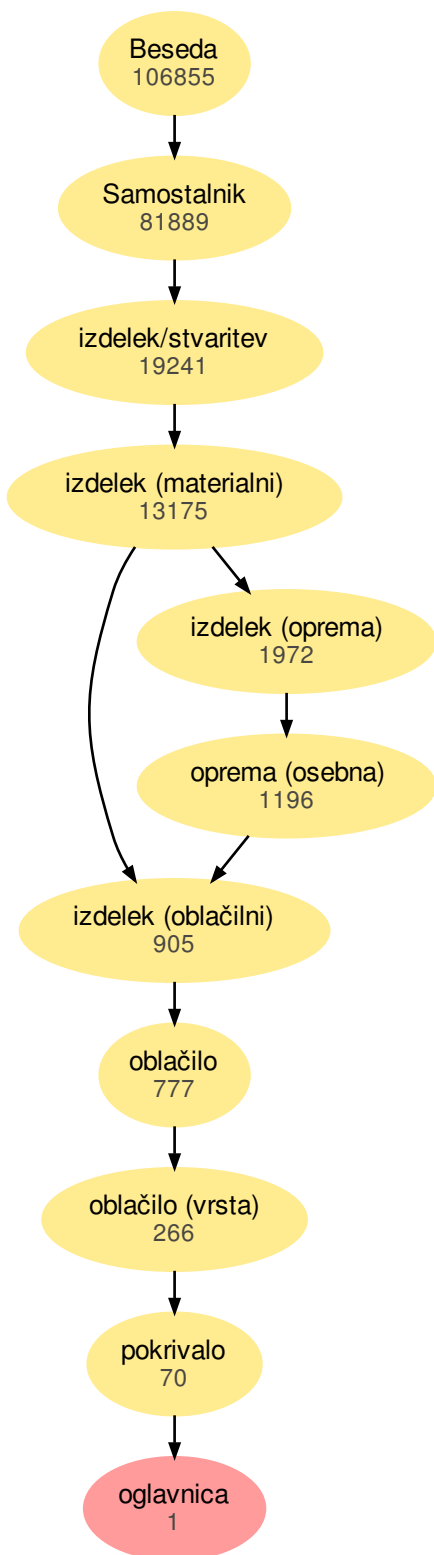 Beseda
106855
Samostalnik
81889
izdelek/stvaritev
19241
izdelek (materialni)
13175
izdelek (oprema)
1972
oprema (osebna)
1196
izdelek (oblačilni)
905
oblačilo
777
oblačilo (vrsta)
266
pokrivalo
70
oglavnica
1